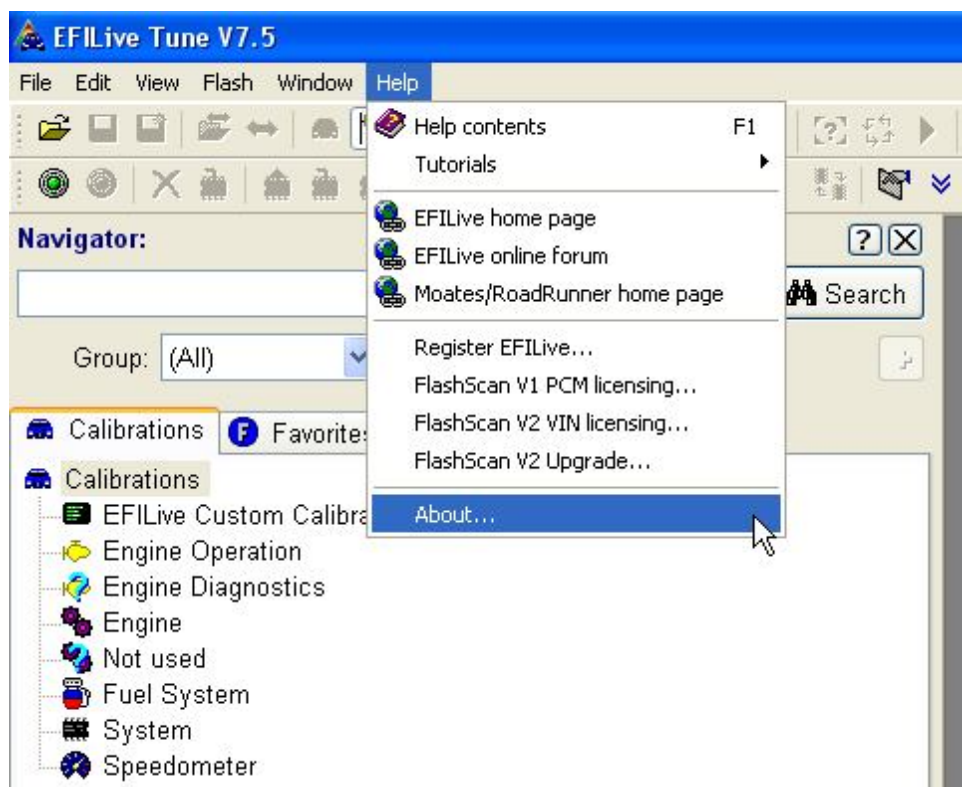 EFILive Tune V7.5
File Edit View Flash Window Help
Help contents F1
Tutorials
EFILive home page
EFILive online forum
Moates/RoadRunner home page
Register EFILive...
FlashScan V1 PCM licensing...
FlashScan V2 VIN licensing...
FlashScan V2 Upgrade...
About...
Navigator:
Search
Group: (All)
Calibrations Favorites
Calibrations
EFILive Custom Calibra
Engine Operation
Engine Diagnostics
Engine
Not used
Fuel System
System
Speedometer